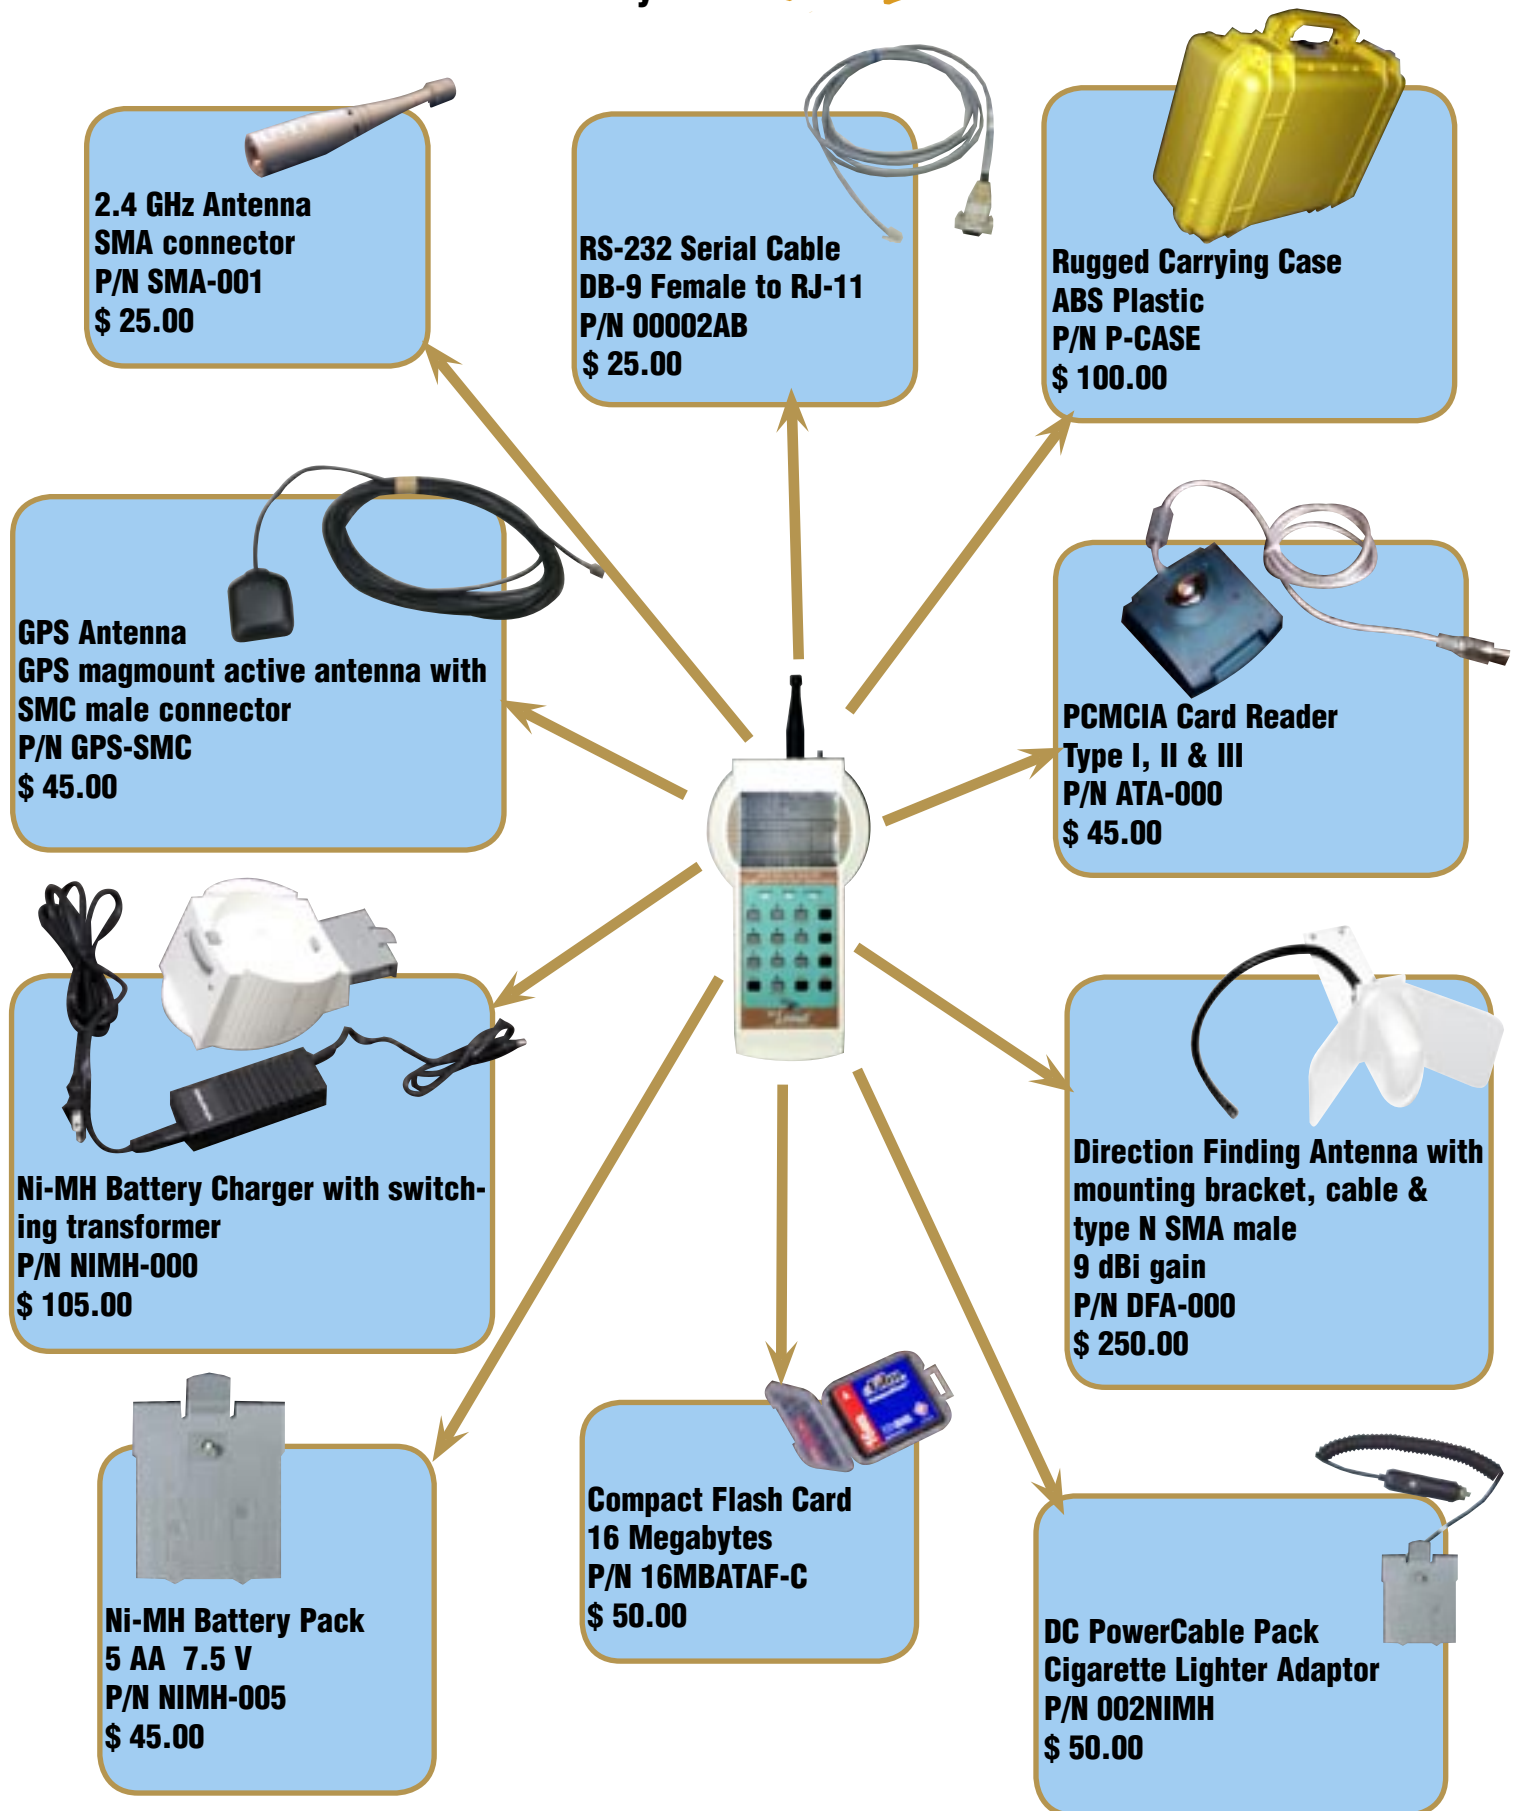 2.4 GHz Antenna
SMA connector
P/N SMA-001
$ 25.00
RS-232 Serial Cable
DB-9 Female to RJ-11
P/N 00002AB
$ 25.00
Rugged Carrying Case
ABS Plastic
P/N P-CASE
$ 100.00
GPS Antenna
GPS magmount active antenna with
SMC male connector
P/N GPS-SMC
$ 45.00
PCMCIA Card Reader
Type I, II & III
P/N ATA-000
$ 45.00
Ni-MH Battery Charger with switch-
ing transformer
P/N NIMH-000
$ 105.00
Direction Finding Antenna with
mounting bracket, cable &
type N SMA male
9 dBi gain
P/N DFA-000
$ 250.00
Ni-MH Battery Pack
5 AA 7.5 V
P/N NIMH-005
$ 45.00
Compact Flash Card
16 Megabytes
P/N 16MBATAF-C
$ 50.00
DC PowerCable Pack
Cigarette Lighter Adaptor
P/N 002NIMH
$ 50.00